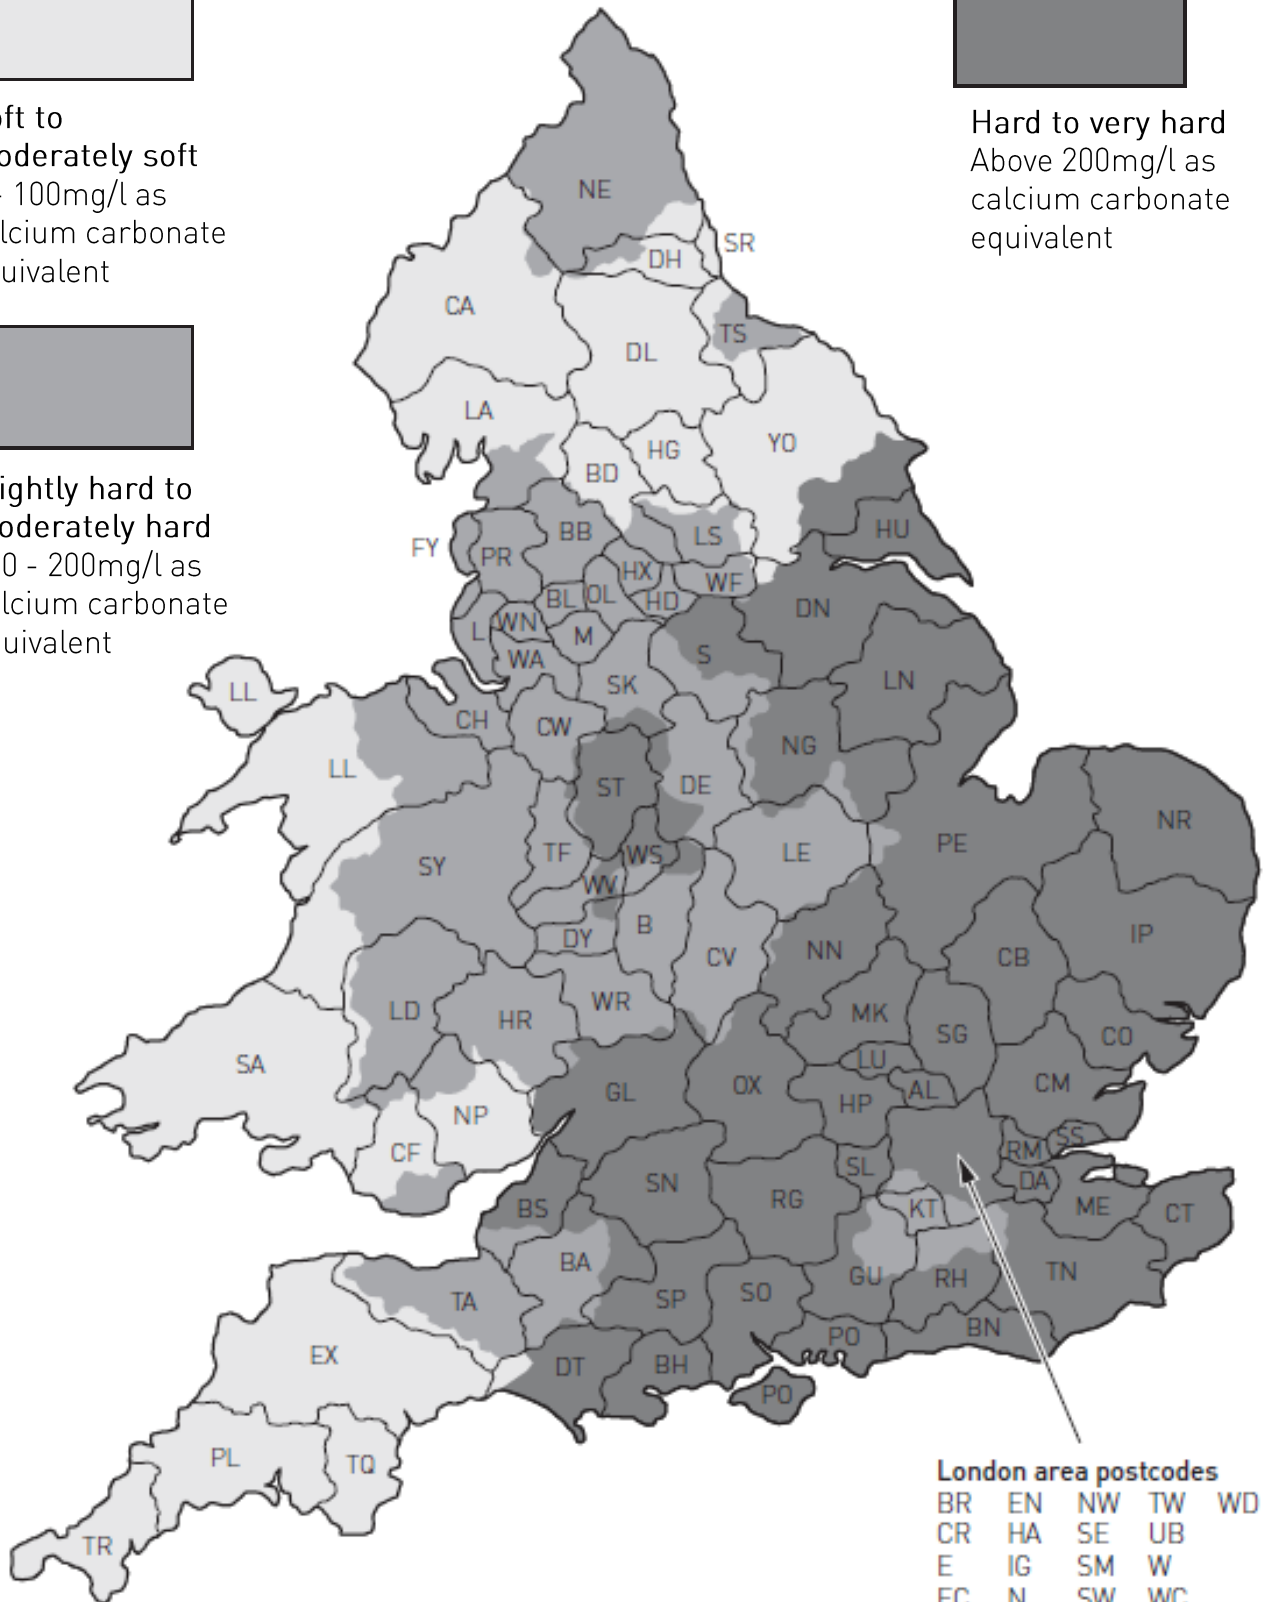 ft to
oderately soft
- 100mg/l as
lcium carbonate
uivalent
Hard to very hard
Above 200mg/l as
calcium carbonate
equivalent
ightly hard to
oderately hard
0 - 200mg/l as
lcium carbonate
uivalent
NE
SR
DH
CA
TS
DL
LA
YO
HG
BD
HU
BB
LS
FY
PR
HX
WF
BL
OL
HD
DN
WN
L
M
S
WA
SK
LN
LL
CH
CW
NG
LL
ST
DE
NR
PE
TF
WS
LE
SY
WV
B
IP
DY
NN
CV
CB
WR
LD
HR
MK
SG
CO
LU
SA
OX
CM
GL
HP
AL
NP
SS
RM
CF
SL
DA
SN
RG
ME
CT
BS
KT
BA
TN
GU
RH
TA
SP
SO
BN
PO
EX
DT
BH
PO
PL
TQ
TR
London area postcodes
BR EN NW TW WD
CR HA SE UB
E IG SM W
EC N SW WC